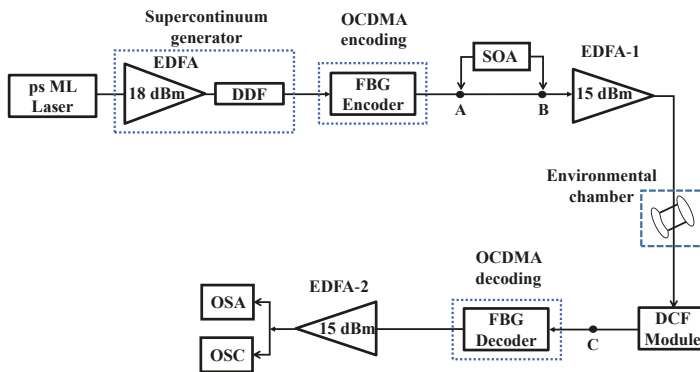 Supercontinuum
generator
OCDMA
encoding
EDFA
SOA
EDFA-1
ps ML
Laser
18 dBm
DDF
FBG
Encoder
A
B
15 dBm
Environmental
chamber
OCDMA
decoding
EDFA-2
OSA
OSC
15 dBm
FBG
Decoder
C
DCF
Module